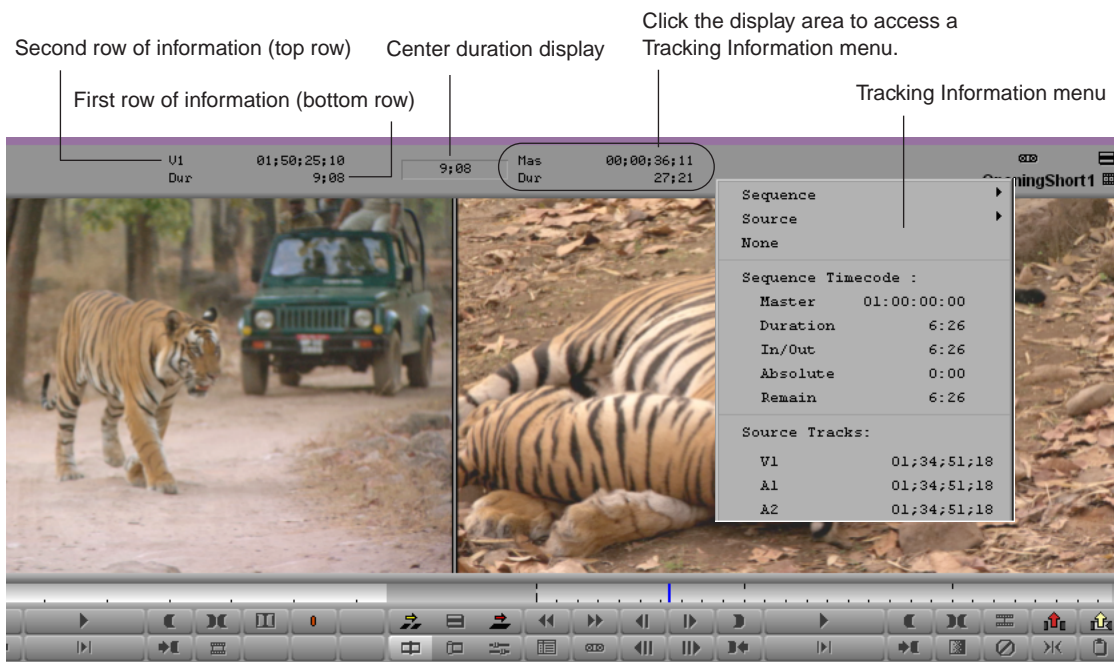 Click the display area to access a
Tracking Information menu.
Second row of information (top row)
Center duration display
First row of information (bottom row)
Tracking Information menu
V1 01;50;25;10
Dur 9;08
9;08
Mas 00;00;36;11
Dur 27;21
OpeningShort1
Sequence
Source
None
Sequence Timecode :
Master 01:00:00:00
Duration 6:26
In/Out 6:26
Absolute 0:00
Remain 6:26
Source Tracks:
V1 01;34;51;18
A1 01;34;51;18
A2 01;34;51;18